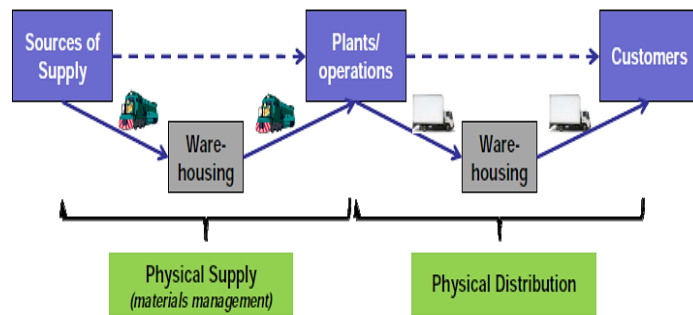 Sources of
Supply
Plants/
operations
Customers
Ware-
housing
Ware-
housing
Physical Supply
(materials management)
Physical Distribution